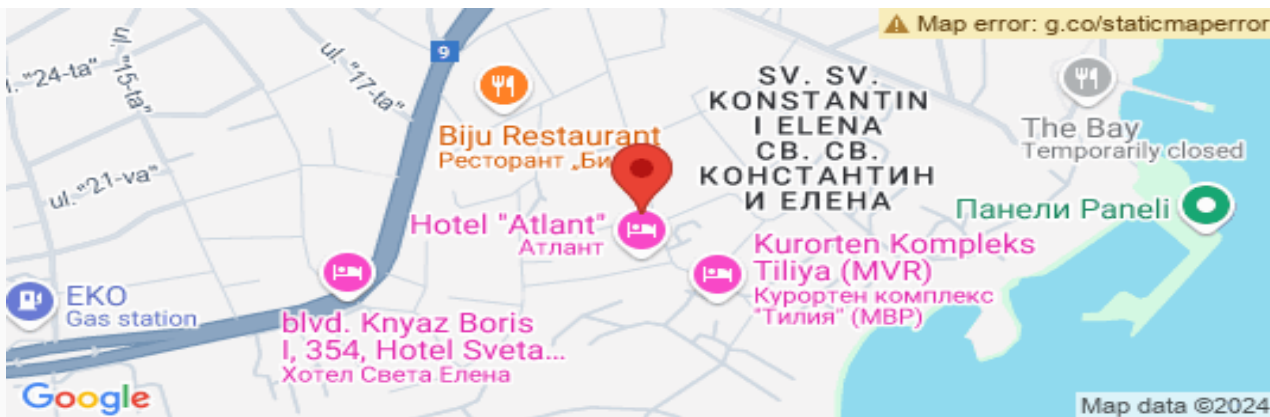 Map error: g.co/staticmaperror
ul. "24-ta"
ul. "15-ta"
ul. "17-ta"
9
SV. SV.
KONSTANTIN
I ELENA
СВ. СВ.
КОНСТАНТИН
И ЕЛЕНА
The Bay
Temporarily closed
Biju Restaurant
Ресторант „Би
ul. "21-va"
Hotel "Atlant"
Атлант
Панели Paneli
Kurorten Kompleks
Tiliya (MVR)
Курортен комплекс
"Тилия" (МВР)
EKO
Gas station
blvd. Knyaz Boris
I, 354, Hotel Sveta...
Хотел Света Елена
Google
Map data ©2024